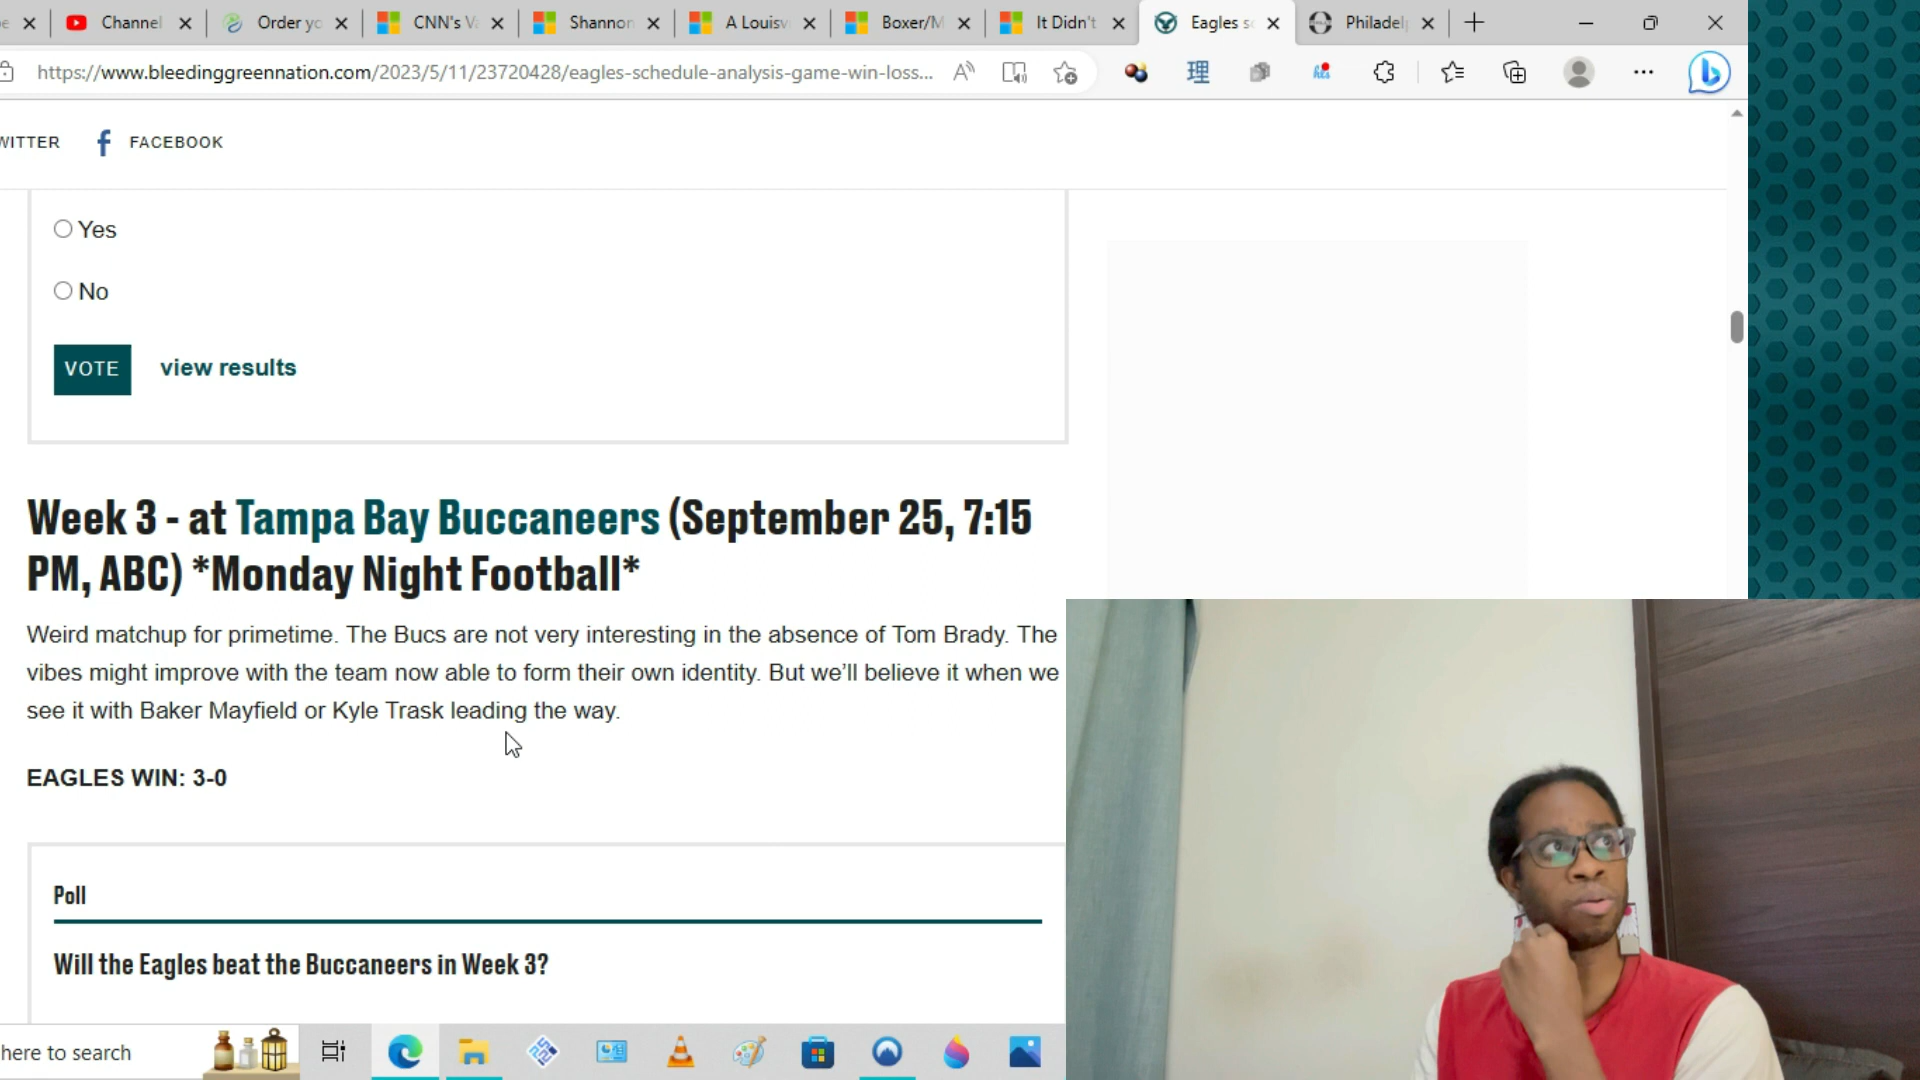 Channel
Order yo
CNN's Va
Shannon
A Louisv
Boxer/M
It Didn't
Eagles sc
Philadelp
https://www.bleedinggreennation.com/2023/5/11/23720428/eagles-schedule-analysis-game-win-loss...
WITTER
FACEBOOK
Yes
No
VOTE view results
Week 3 - at Tampa Bay Buccaneers (September 25, 7:15
PM, ABC) *Monday Night Football*
Weird matchup for primetime. The Bucs are not very interesting in the absence of Tom Brady. The
vibes might improve with the team now able to form their own identity. But we’ll believe it when we
see it with Baker Mayfield or Kyle Trask leading the way.
EAGLES WIN: 3-0
Poll
Will the Eagles beat the Buccaneers in Week 3?
here to search